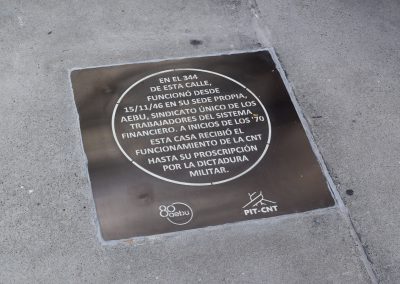 EN EL 344
DE ESTA CALLE,
FUNCIONÓ DESDE
15/11/46 EN SU SEDE PROPIA,
AEBU, SINDICATO ÚNICO DE LOS
TRABAJADORES DEL SISTEMA
FINANCIERO. A INICIOS DE LOS '70
ESTA CASA RECIBIÓ EL
FUNCIONAMIENTO DE LA CNT
HASTA SU PROSCRIPCIÓN
POR LA DICTADURA
MILITAR.
80 aebu
PIT-CNT